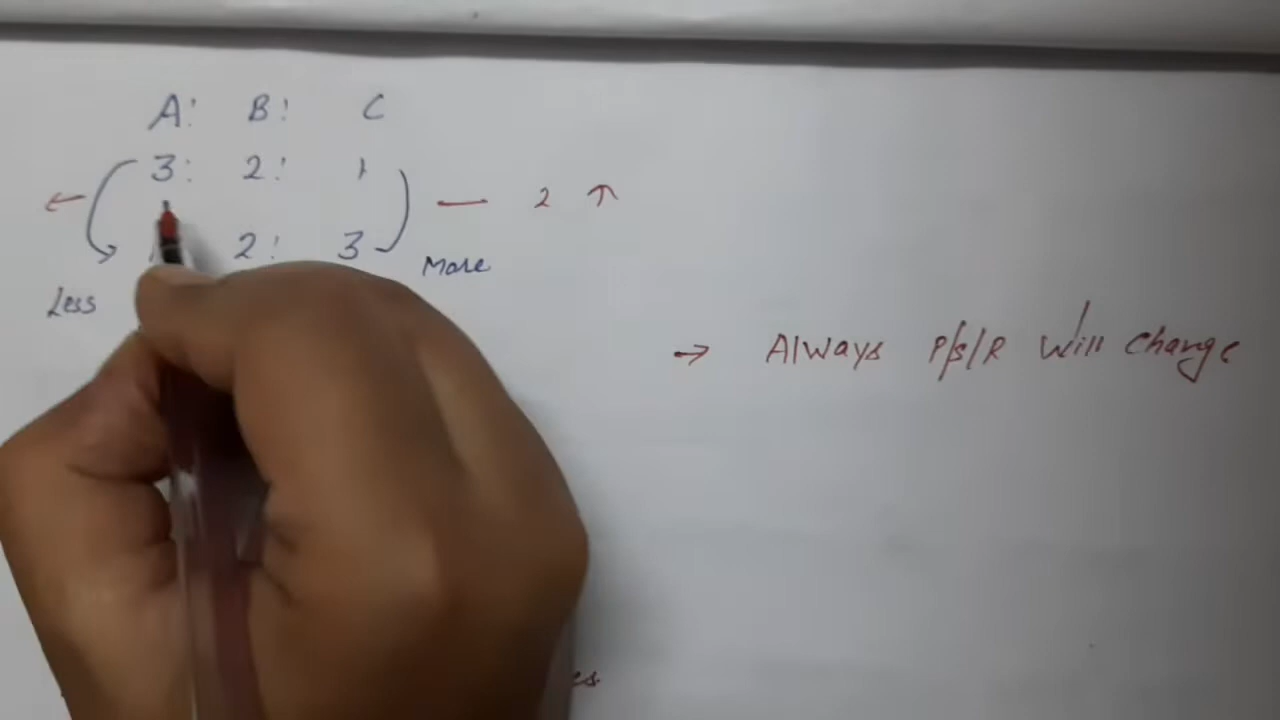 A: B: C
3: 2: 1
← — 2 ↑
2: 3
More
Less
→ Always P/S/R will change